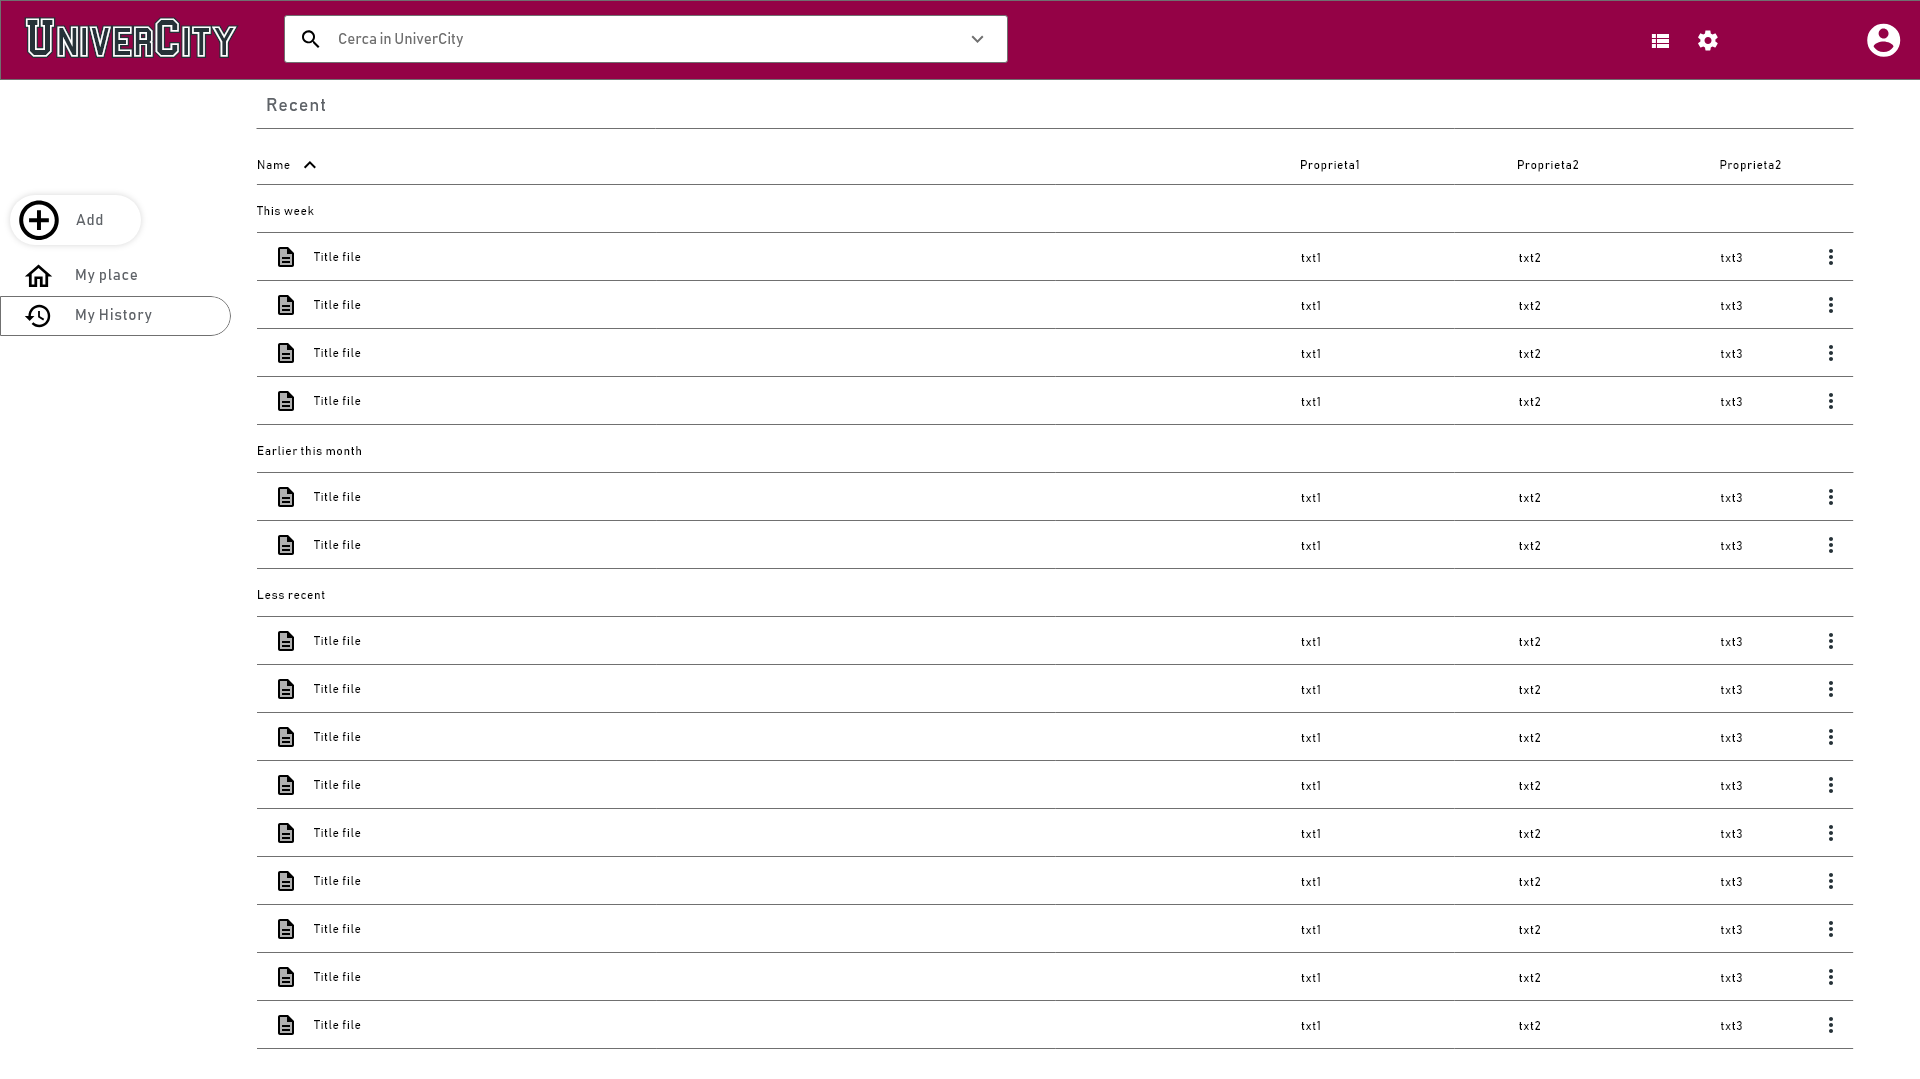 UNIVERCITY
Cerca in UniverCity
Recent
Name Proprieta1 Proprieta2 Proprieta2
This week
Add
Title file txt1 txt2 txt3
My place
Title file txt1 txt2 txt3
My History
Title file txt1 txt2 txt3
Title file txt1 txt2 txt3
Earlier this month
Title file txt1 txt2 txt3
Title file txt1 txt2 txt3
Less recent
Title file txt1 txt2 txt3
Title file txt1 txt2 txt3
Title file txt1 txt2 txt3
Title file txt1 txt2 txt3
Title file txt1 txt2 txt3
Title file txt1 txt2 txt3
Title file txt1 txt2 txt3
Title file txt1 txt2 txt3
Title file txt1 txt2 txt3